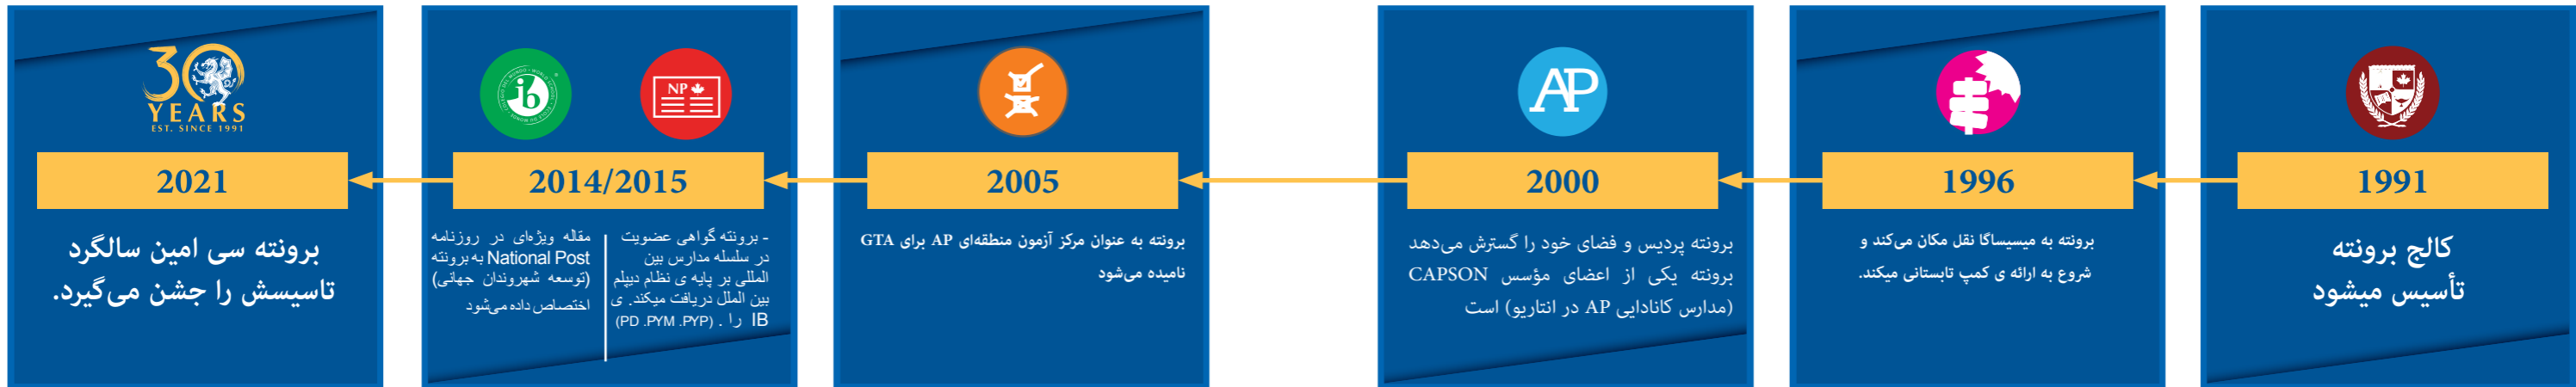 1991
کالج برونته
تأسیس میشود
1996
برونته به میسیساگا نقل مکان می‌کند و
شروع به ارائه ی کمپ تابستانی میکند.
AP
2000
برونته پردیس و فضای خود را گسترش می‌دهد
برونته یکی از اعضای مؤسس CAPSON
(مدارس کانادایی AP در انتاریو) است
2005
برونته به عنوان مرکز آزمون منطقه‌ای AP برای GTA
نامیده می‌شود
NP
ib
2014/2015
- برونته گواهی عضویت
در سلسله مدارس بین
المللی بر پایه ی نظام دیپلم
بین الملل دریافت میکند. ی
IB را . (PD .PYM .PYP)
مقاله ویژه‌ای در روزنامه
National Post به برونته
(توسعه شهروندان جهانی)
اختصاص داده می‌شود
30
YEARS
EST. SINCE 1991
2021
برونته سی امین سالگرد
تاسیسش را جشن می‌گیرد.